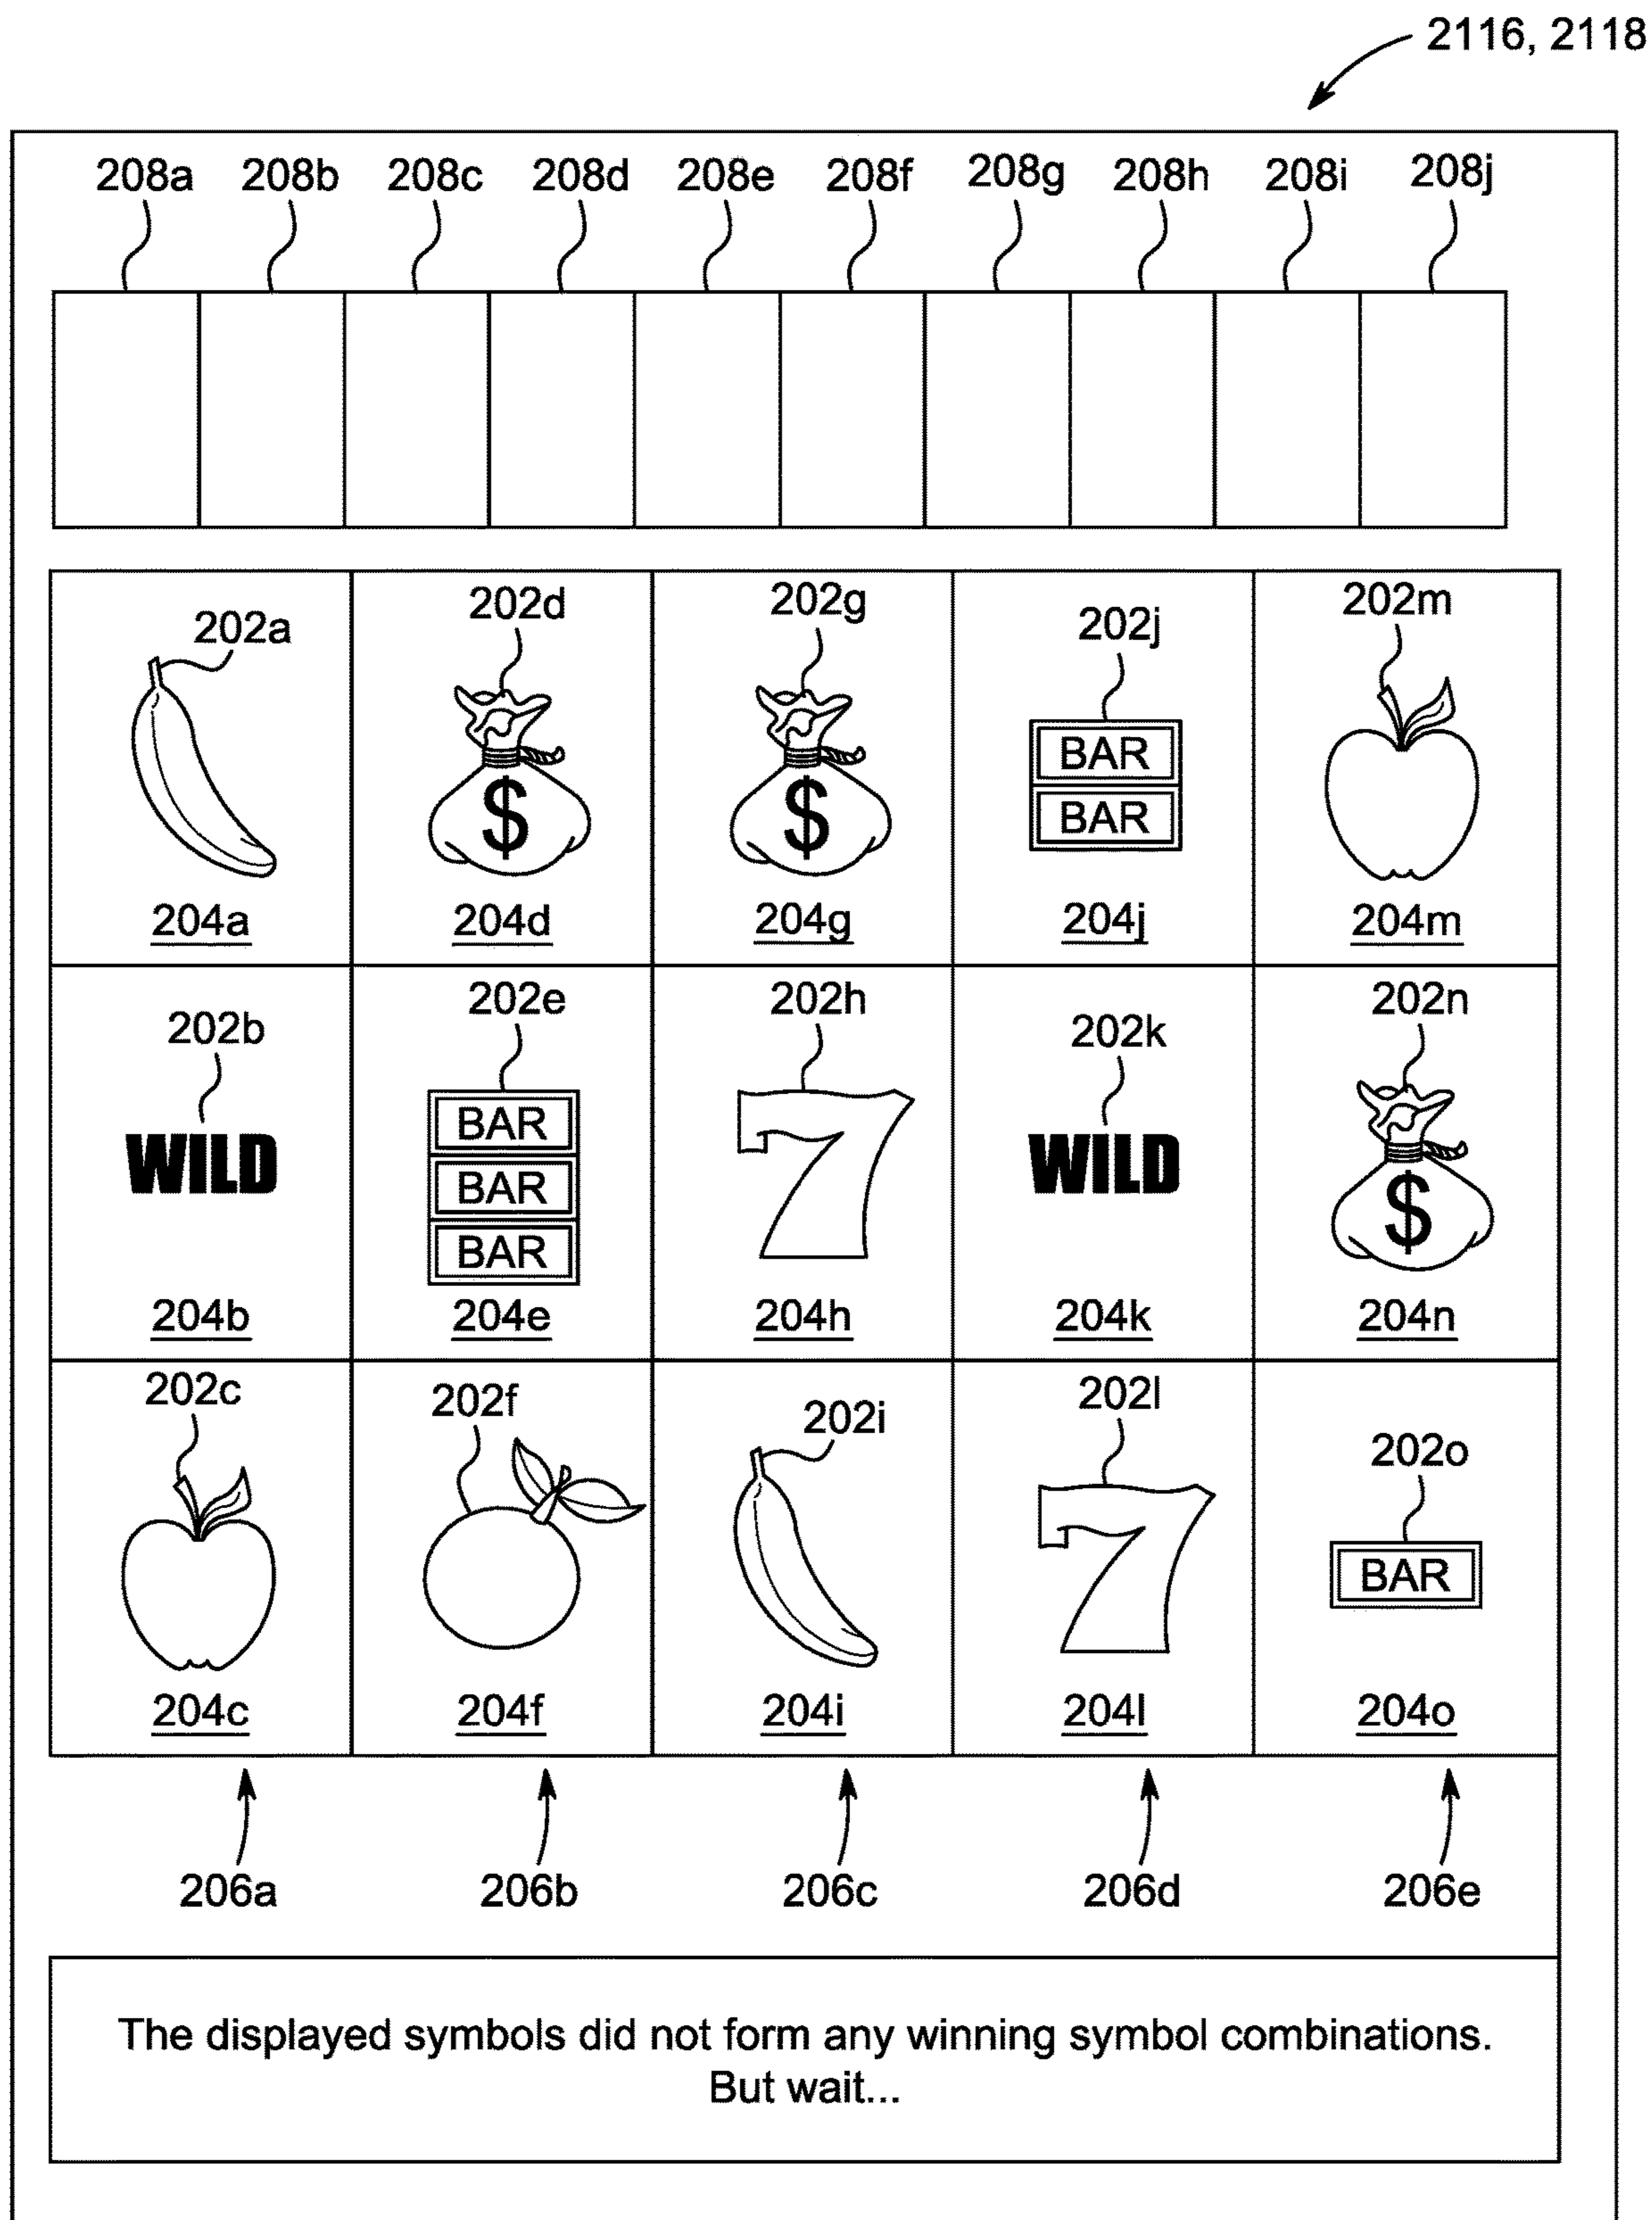 2116, 2118
208a 208b 208c 208d 208e 208f 208g 208h 208i 208j
202a 202d 202g 202j 202m
$ $ BAR
BAR
204a 204d 204g 204j 204m
202b 202e 202h 202k 202n
WILD BAR 7 WILD $
BAR
BAR
204b 204e 204h 204k 204n
202c 202f 202i 202l 202o
7 BAR
204c 204f 204i 204l 204o
206a 206b 206c 206d 206e
The displayed symbols did not form any winning symbol combinations.
But wait...